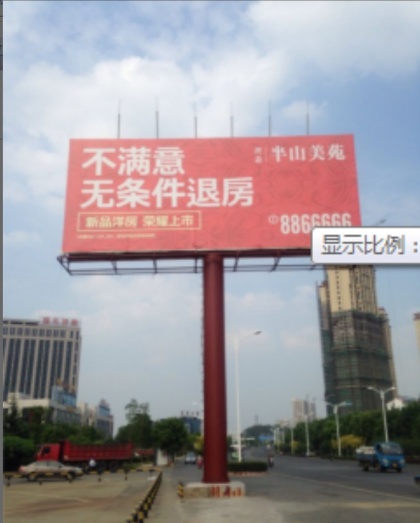 不满意
无条件退房
半山美苑
新品洋房 荣耀上市
8866666
显示比例：